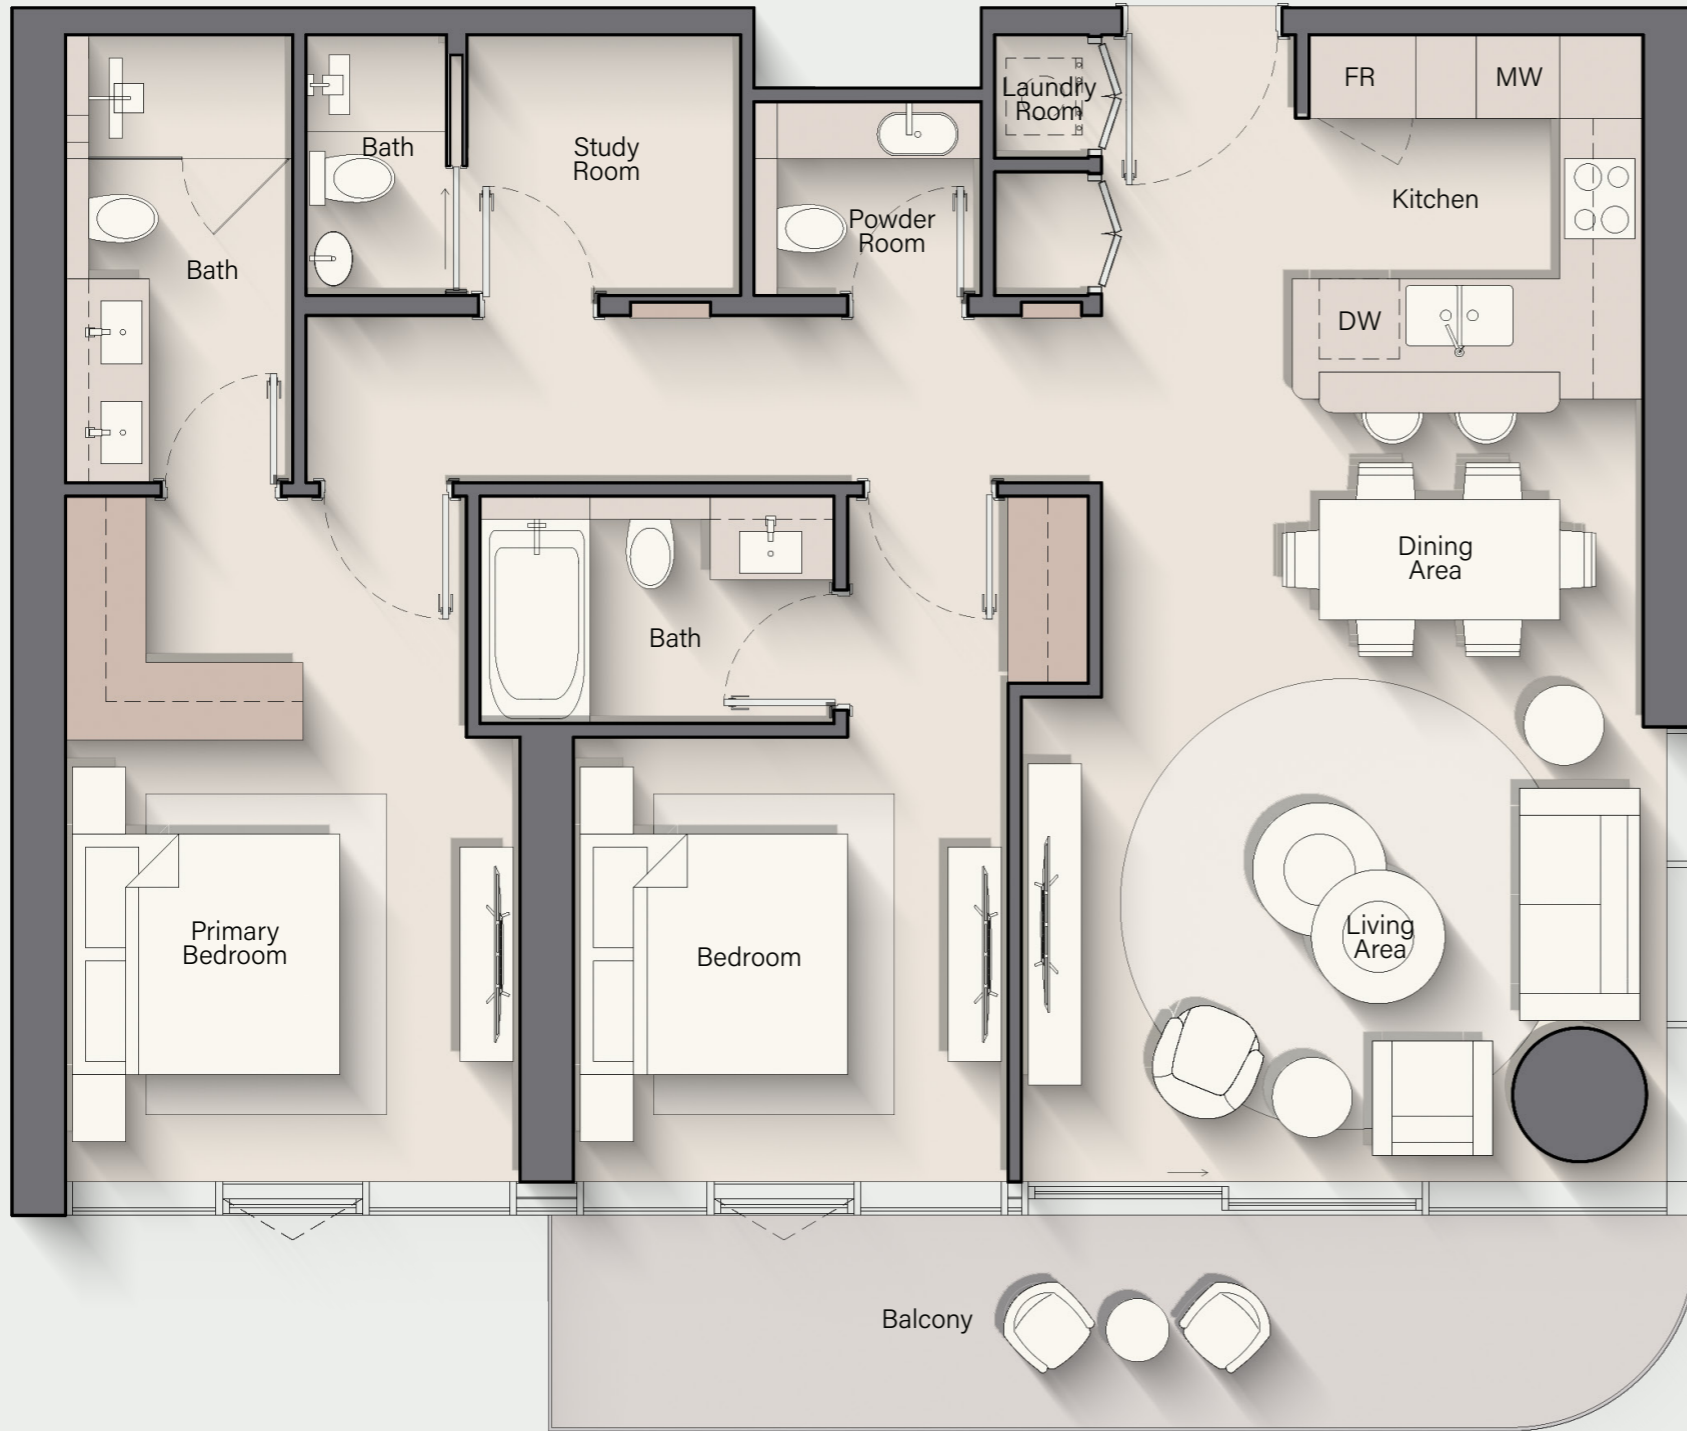 FR
MW
Laundry
Room
Bath
Study
Room
Kitchen
Powder
Room
Bath
DW
Dining
Area
Bath
Primary
Bedroom
Bedroom
Living
Area
Balcony